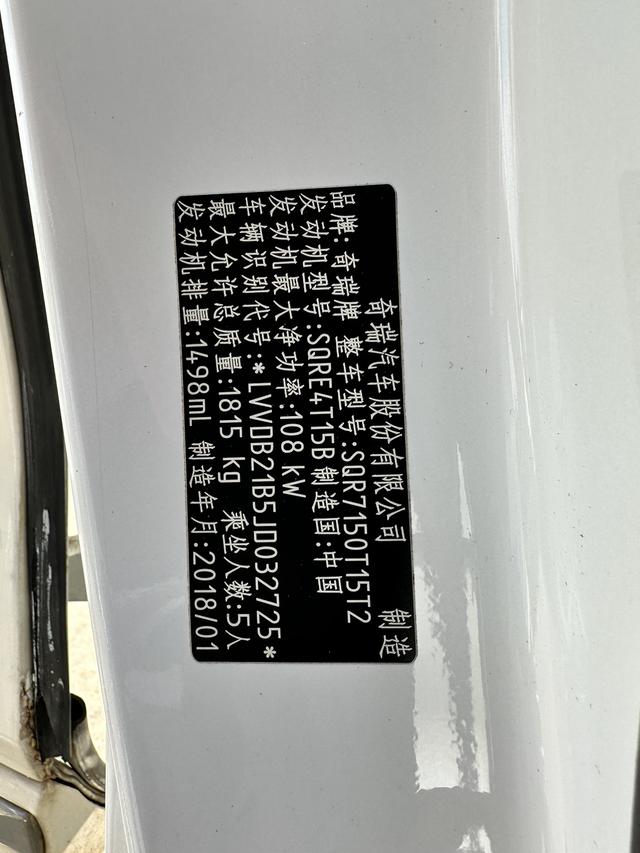 奇瑞汽车股份有限公司 制造
品牌:奇瑞牌 整车型号:SQR7150T15T2
发动机型号:SQRE4T15B 制造国:中国
发动机最大净功率:108 kW
车辆识别代号:*LVVDB21B5JD032725*
最大允许总质量:1815 kg 乘坐人数:5人
发动机排量:1498mL 制造年月:2018/01